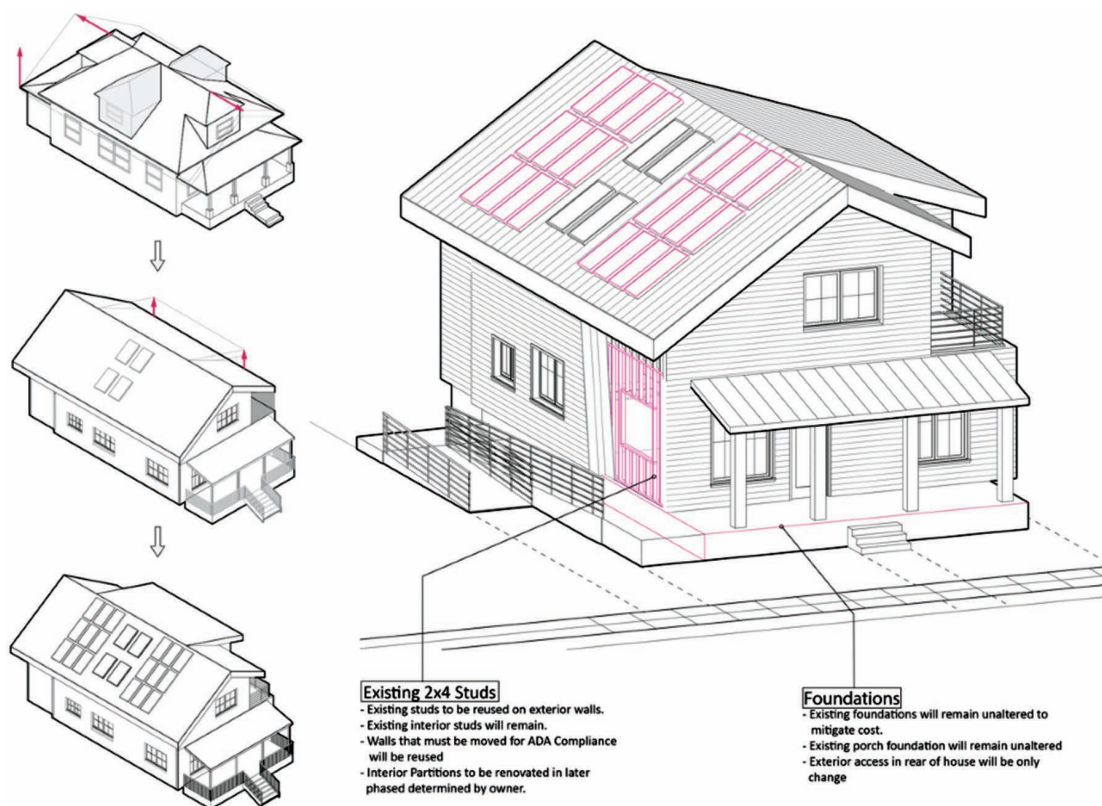 Existing 2x4 Studs
- Existing studs to be reused on exterior walls.
- Existing interior studs will remain.
- Walls that must be moved for ADA Compliance
will be reused
- Interior Partitions to be renovated in later
phased determined by owner.
Foundations
- Existing foundations will remain unaltered to
mitigate cost.
- Existing porch foundation will remain unaltered
- Exterior access in rear of house will be only
change